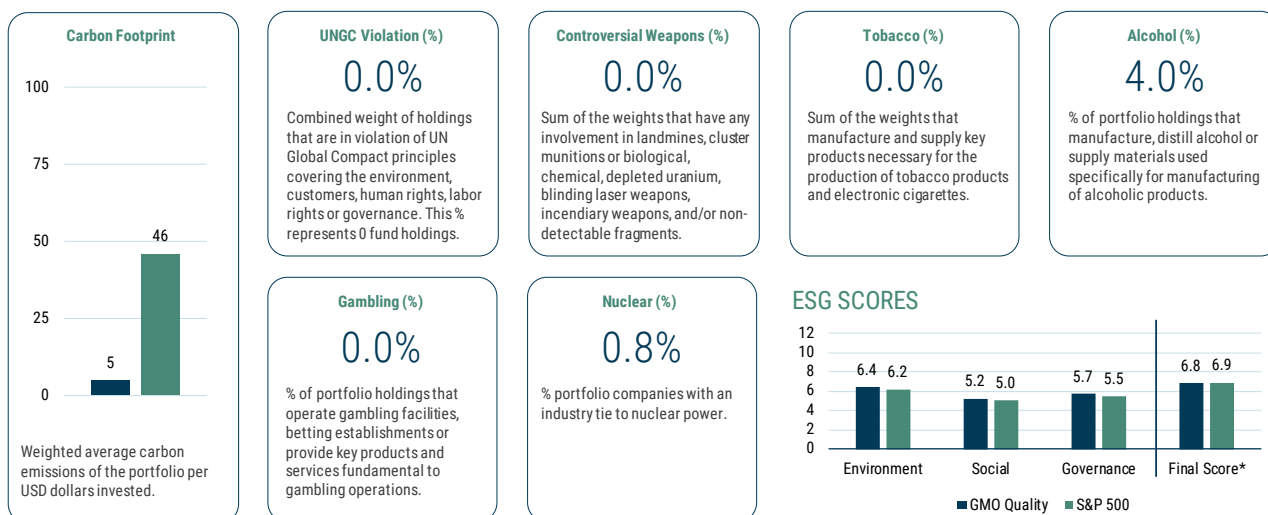 Carbon Footprint
100
75
50
25
0
5
46
Weighted average carbon
emissions of the portfolio per
USD dollars invested.
UNGC Violation (%)
0.0%
Combined weight of holdings
that are in violation of UN
Global Compact principles
covering the environment,
customers, human rights, labor
rights or governance. This %
represents 0 fund holdings.
Controversial Weapons (%)
0.0%
Sum of the weights that have any
involvement in landmines, cluster
munitions or biological,
chemical, depleted uranium,
blinding laser weapons,
incendiary weapons, and/or non-
detectable fragments.
Tobacco (%)
0.0%
Sum of the weights that
manufacture and supply key
products necessary for the
production of tobacco products
and electronic cigarettes.
Alcohol (%)
4.0%
% of portfolio holdings that
manufacture, distill alcohol or
supply materials used
specifically for manufacturing
of alcoholic products.
Gambling (%)
0.0%
% of portfolio holdings that
operate gambling facilities,
betting establishments or
provide key products and
services fundamental to
gambling operations.
Nuclear (%)
0.8%
% portfolio companies with an
industry tie to nuclear power.
ESG SCORES
12
10
8
6
4
2
0
6.4 6.2
5.2 5.0
5.7 5.5
6.8 6.9
Environment Social Governance Final Score*
GMO Quality S&P 500